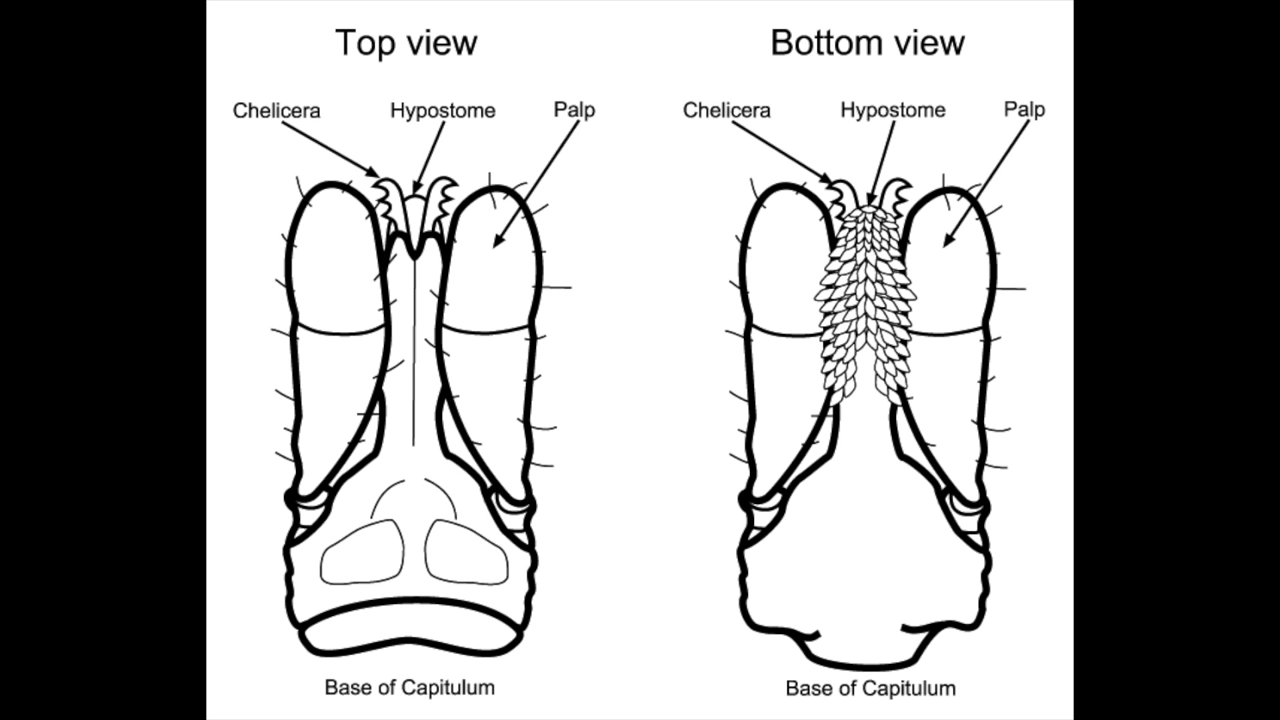 Top view
Bottom view
Chelicera
Hypostome
Palp
Chelicera
Hypostome
Palp
Base of Capitulum
Base of Capitulum